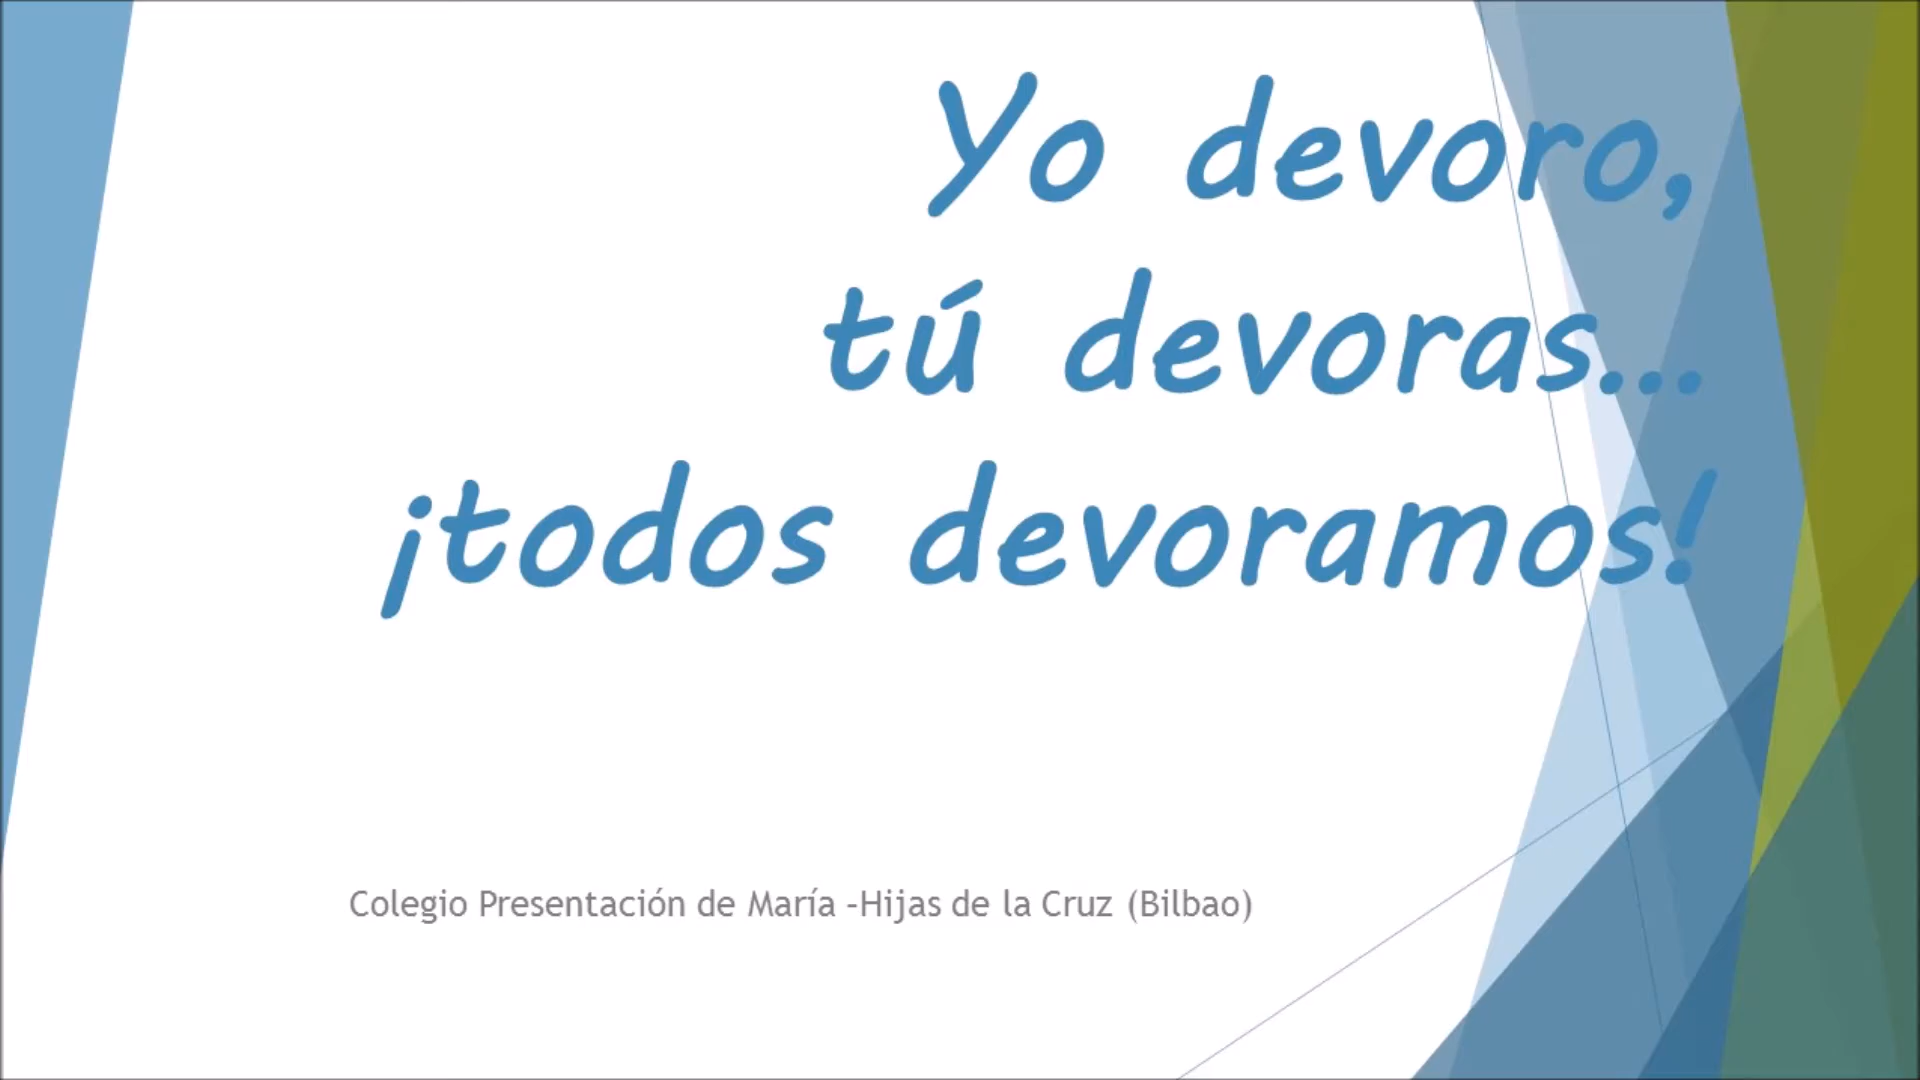 Yo devoro,
tú devoras...
¡todos devoramos!
Colegio Presentación de María -Hijas de la Cruz (Bilbao)